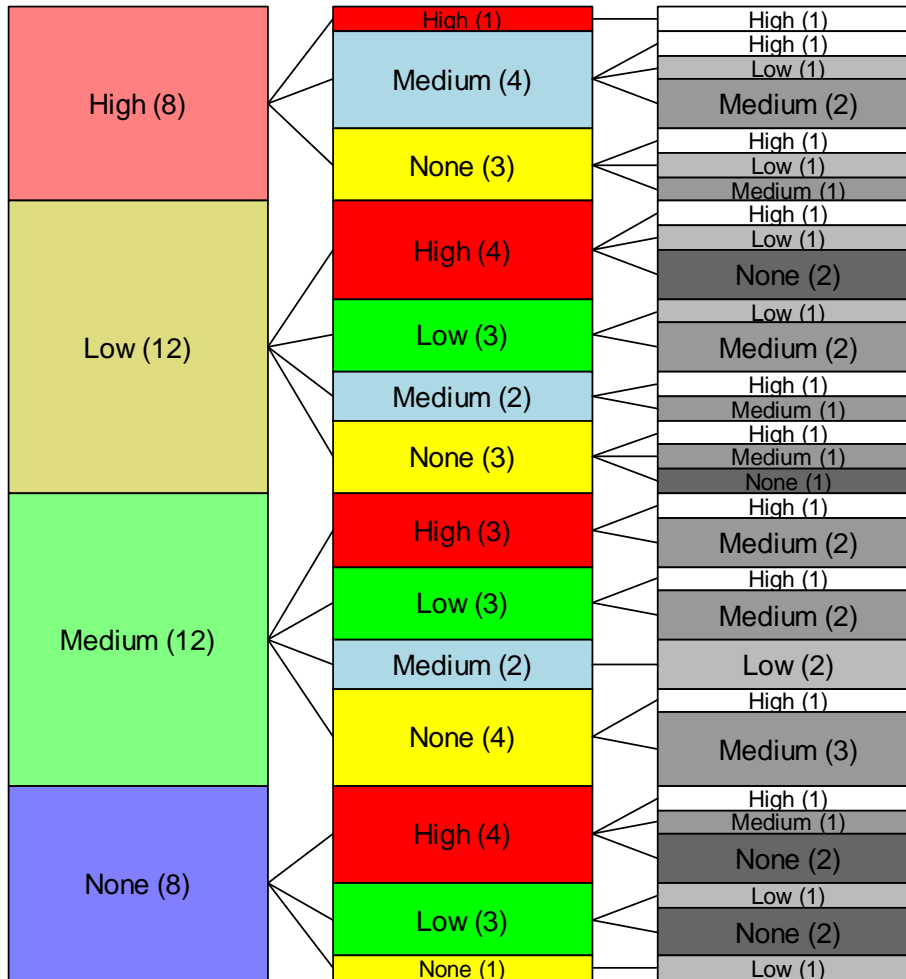 High (8)
Low (12)
Medium (12)
None (8)
High (1)
Medium (4)
None (3)
High (4)
Low (3)
Medium (2)
None (3)
High (3)
Low (3)
Medium (2)
None (4)
High (4)
Low (3)
None (1)
High (1)
High (1)
Low (1)
Medium (2)
High (1)
Low (1)
Medium (1)
High (1)
Low (1)
None (2)
Low (1)
Medium (2)
High (1)
Medium (1)
High (1)
Medium (1)
None (1)
High (1)
Medium (2)
High (1)
Medium (2)
Low (2)
High (1)
Medium (3)
High (1)
Medium (1)
None (2)
Low (1)
None (2)
Low (1)